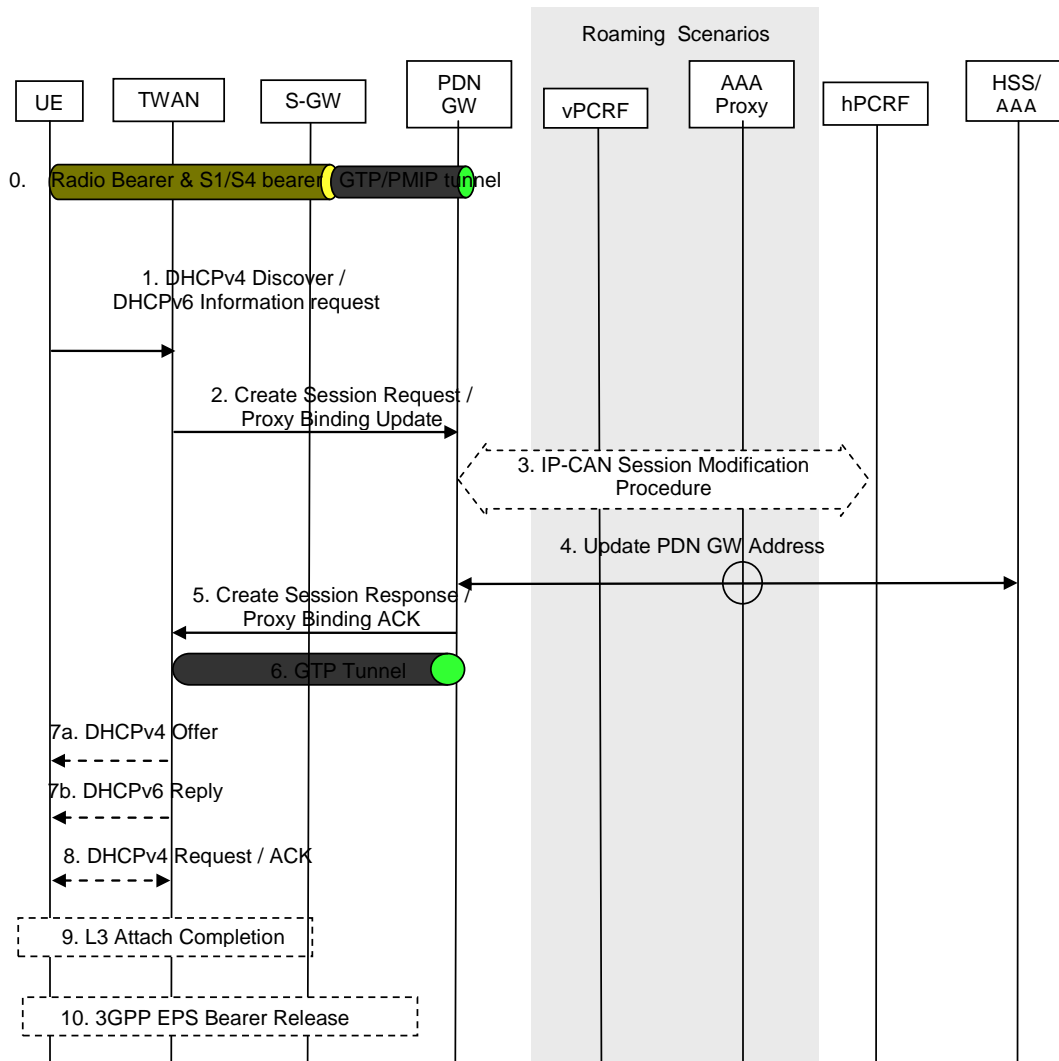 Roaming Scenarios
UE
TWAN
S-GW
PDN
GW
vPCRF
AAA
Proxy
hPCRF
HSS/
AAA
0. Radio Bearer & S1/S4 bearer GTP/PMIP tunnel
1. DHCPv4 Discover /
DHCPv6 Information request
2. Create Session Request /
Proxy Binding Update
3. IP-CAN Session Modification
Procedure
4. Update PDN GW Address
5. Create Session Response /
Proxy Binding ACK
6. GTP Tunnel
7a. DHCPv4 Offer
7b. DHCPv6 Reply
8. DHCPv4 Request / ACK
9. L3 Attach Completion
10. 3GPP EPS Bearer Release